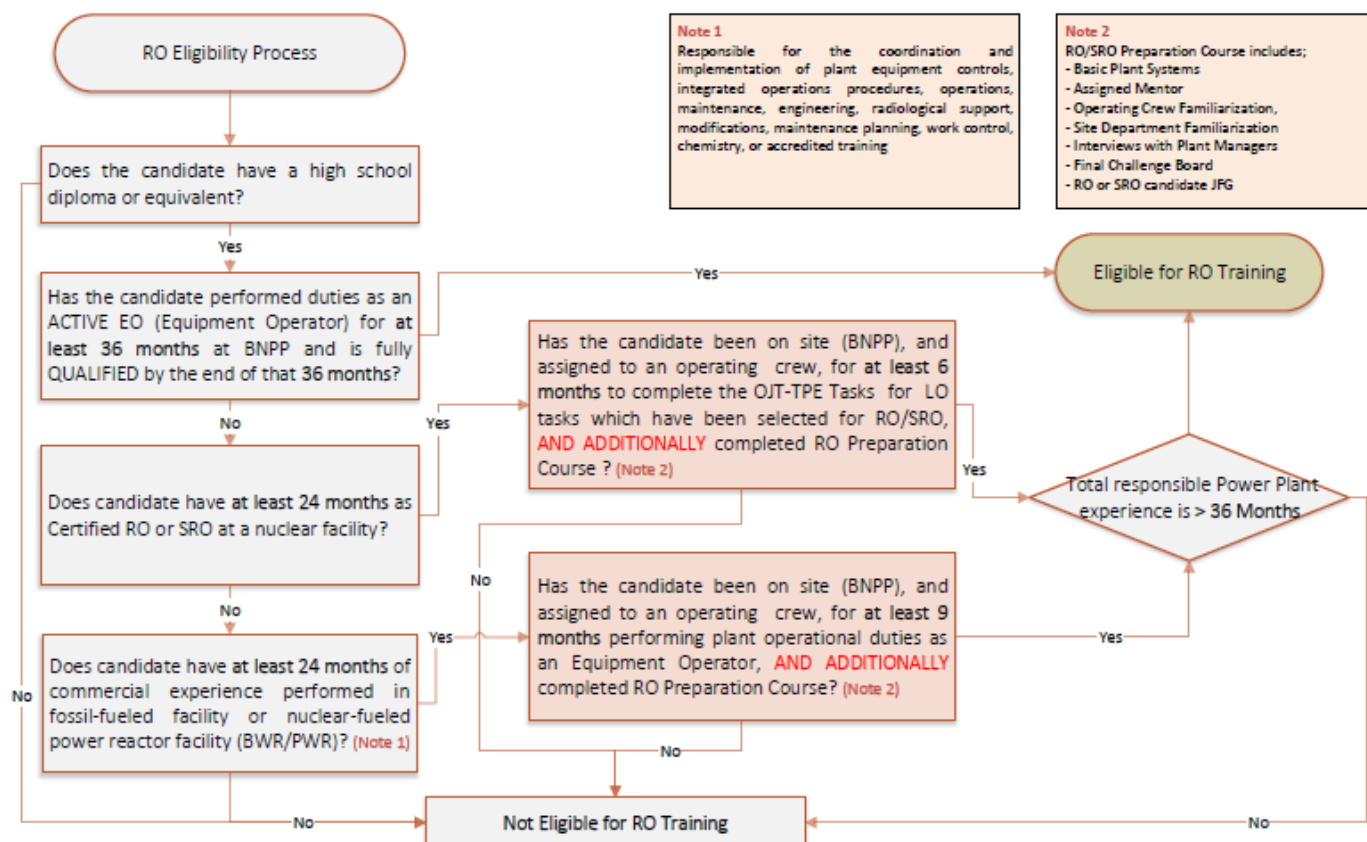 RO Eligibility Process
Note 1
Responsible for the coordination and
implementation of plant equipment controls,
integrated operations procedures, operations,
maintenance, engineering, radiological support,
modifications, maintenance planning, work control,
chemistry, or accredited training
Note 2
RO/SRO Preparation Course includes;
- Basic Plant Systems
- Assigned Mentor
- Operating Crew Familiarization,
- Site Department Familiarization
- Interviews with Plant Managers
- Final Challenge Board
- RO or SRO candidate JFG
Does the candidate have a high school
diploma or equivalent?
Yes
Has the candidate performed duties as an
ACTIVE EO (Equipment Operator) for at
least 36 months at BNPP and is fully
QUALIFIED by the end of that 36 months?
Yes
Eligible for RO Training
No
Yes
Has the candidate been on site (BNPP), and
assigned to an operating crew, for at least 6
months to complete the OJT-TPE Tasks for LO
tasks which have been selected for RO/SRO,
AND ADDITIONALLY completed RO Preparation
Course ? (Note 2)
Yes
Total responsible Power Plant
experience is > 36 Months
Does candidate have at least 24 months as
Certified RO or SRO at a nuclear facility?
No
No
Yes
Has the candidate been on site (BNPP), and
assigned to an operating crew, for at least 9
months performing plant operational duties as
an Equipment Operator, AND ADDITIONALLY
completed RO Preparation Course? (Note 2)
Yes
No
Does candidate have at least 24 months of
commercial experience performed in
fossil-fueled facility or nuclear-fueled
power reactor facility (BWR/PWR)? (Note 1)
No
No
Not Eligible for RO Training
No